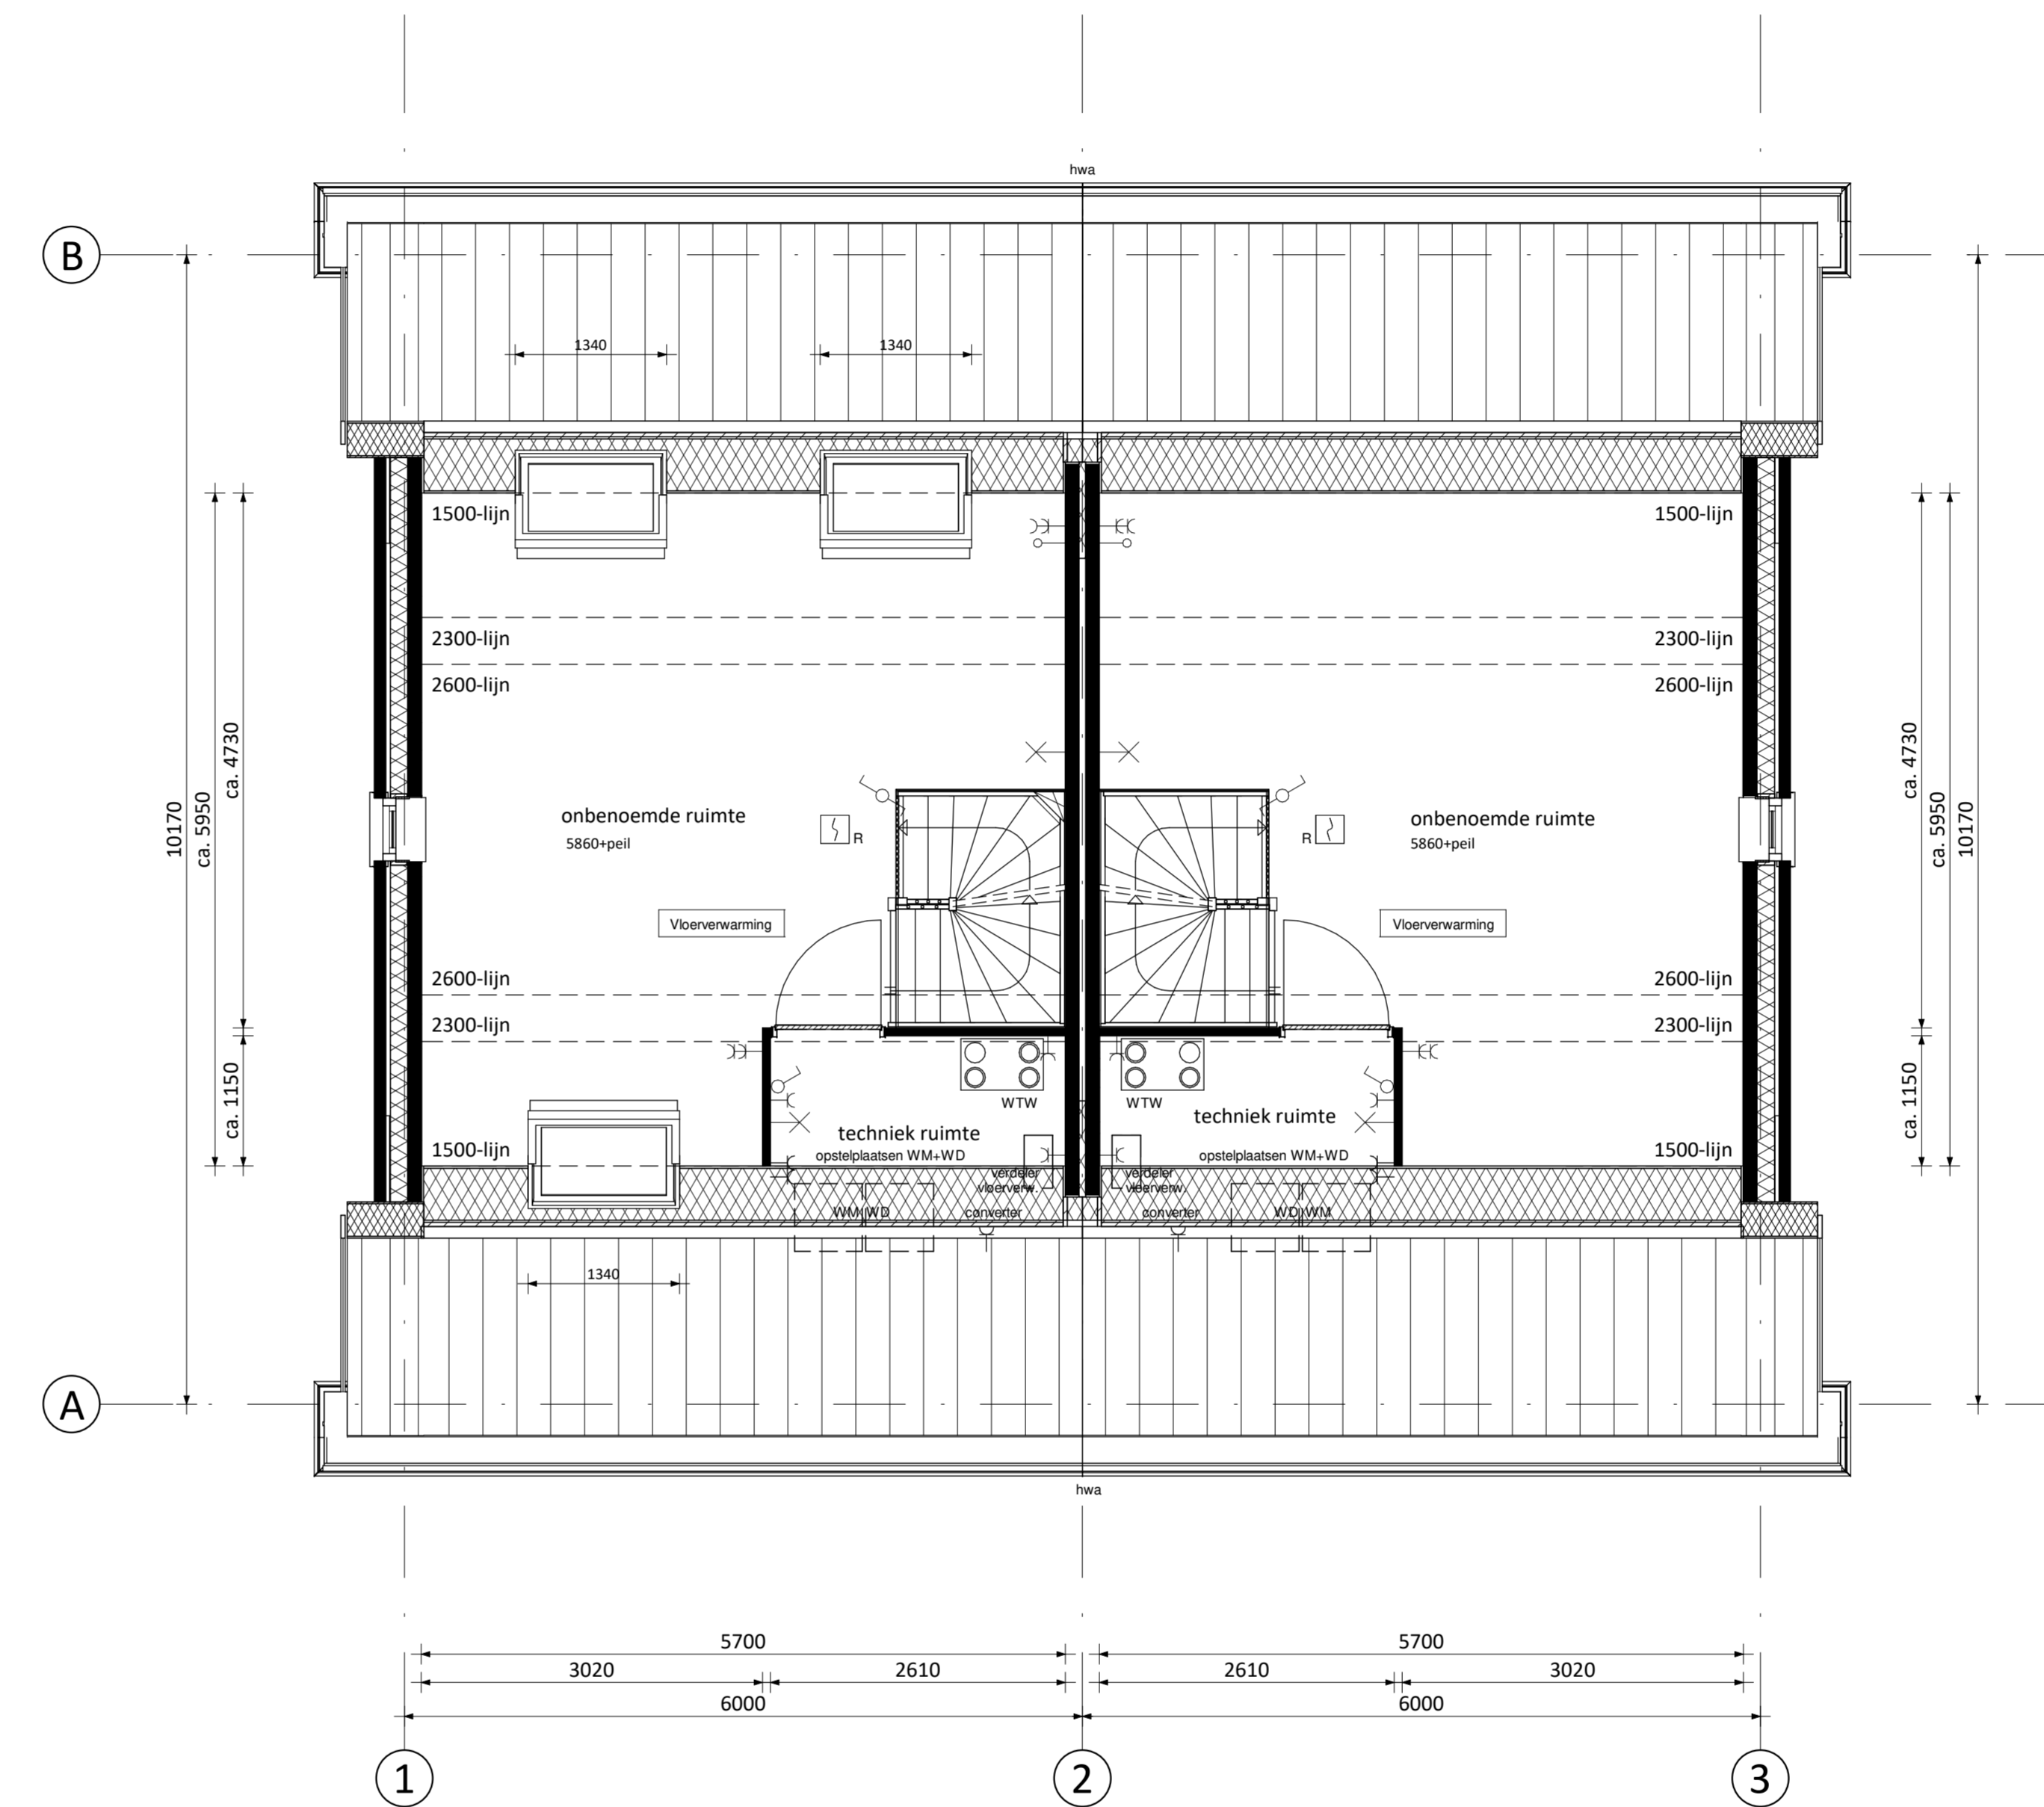 hwa
B
1340
1340
1500-lijn
1500-lijn
2300-lijn
2300-lijn
2600-lijn
2600-lijn
10170
ca. 5950
ca. 4730
ca. 4730
ca. 5950
10170
onbenoemde ruimte
5860+peil
R
R
onbenoemde ruimte
5860+peil
Vloerverwarming
Vloerverwarming
2600-lijn
2600-lijn
2300-lijn
2300-lijn
ca. 1150
ca. 1150
WTW
WTW
techniek ruimte
techniek ruimte
opstelplaatsen WM+WD
opstelplaatsen WM+WD
1500-lijn
1500-lijn
verdeler
vloerverw.
verdeler
vloerverw.
WM WD
converter
converter
WD WM
1340
A
hwa
5700
5700
3020
2610
2610
3020
6000
6000
1
2
3